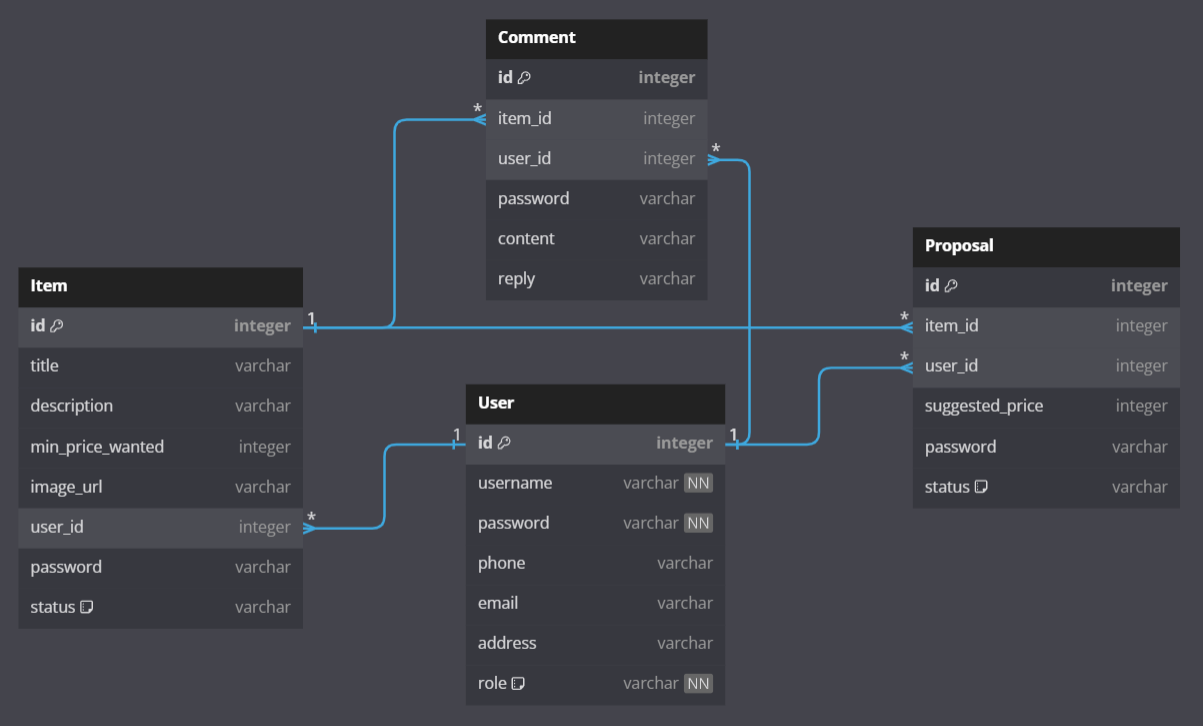 Comment
id integer
* item_id integer
user_id integer *
password varchar
content varchar
reply varchar
Item
id integer 1
title varchar
description varchar
min_price_wanted integer
image_url varchar
user_id integer *
password varchar
status varchar
User
1 id integer 1
username varchar NN
password varchar NN
phone varchar
email varchar
address varchar
role varchar NN
Proposal
id integer
* item_id integer
* user_id integer
suggested_price integer
password varchar
status varchar